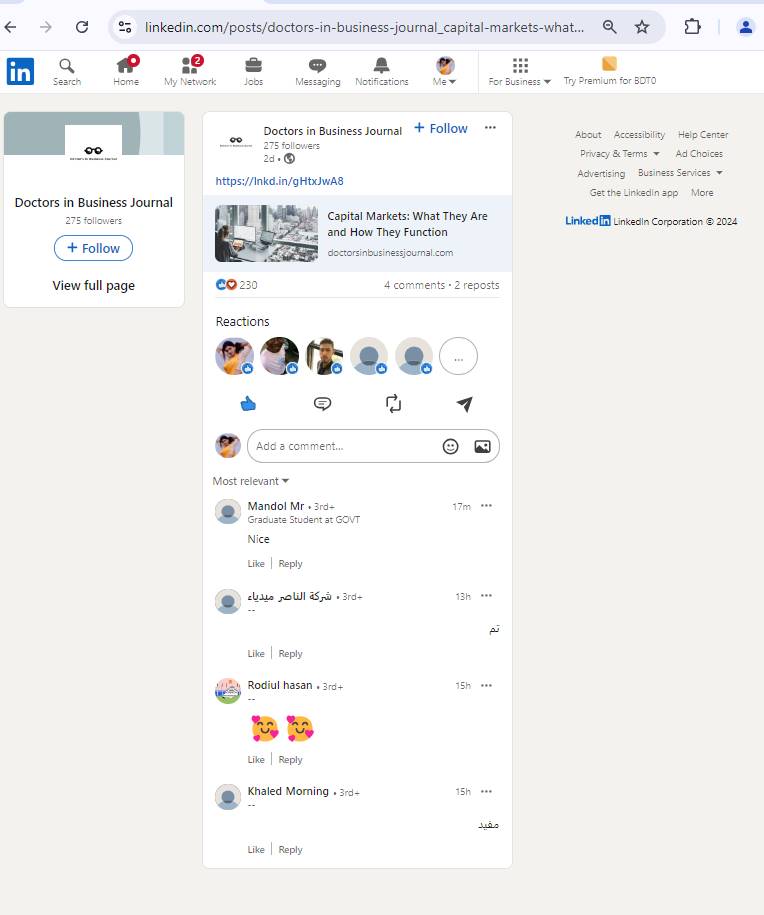 linkedin.com/posts/doctors-in-business-journal_capital-markets-what...
in
Search
Home
2
My Network
Jobs
Messaging
Notifications
Me
For Business
Try Premium for BDT0
Doctors in Business Journal
275 followers
+ Follow
View full page
Doctors in Business Journal
+ Follow
275 followers
2d •
https://lnkd.in/gHtxJwA8
Capital Markets: What They Are
and How They Function
doctorsinbusinessjournal.com
230
4 comments • 2 reposts
Reactions
...
Add a comment...
Most relevant
Mandol Mr • 3rd+
17m
Graduate Student at GOVT
Nice
Like | Reply
شركة الناصر ميدياء • 3rd+
13h
--
تم
Like | Reply
Rodiul hasan • 3rd+
15h
--
🥰 🥰
Like | Reply
Khaled Morning • 3rd+
15h
--
مفيد
Like | Reply
About Accessibility Help Center
Privacy & Terms Ad Choices
Advertising Business Services
Get the LinkedIn app More
LinkedIn LinkedIn Corporation © 2024